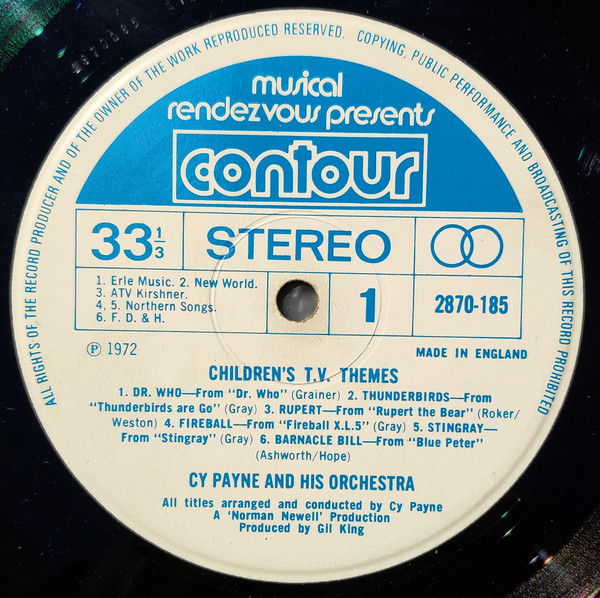 ALL RIGHTS OF THE RECORD PRODUCER AND OF THE OWNER OF THE WORK REPRODUCED RESERVED. COPYING, PUBLIC PERFORMANCE AND BROADCASTING OF THIS RECORD PROHIBITED
musical
rendezvous presents
contour
33 1/3
STEREO
1. Erle Music. 2. New World.
3. ATV Kirshner.
4, 5. Northern Songs.
6. F. D. & H.
1
2870-185
Ⓟ 1972
MADE IN ENGLAND
CHILDREN'S T.V. THEMES
1. DR. WHO—From "Dr. Who" (Grainer) 2. THUNDERBIRDS—From
"Thunderbirds are Go" (Gray) 3. RUPERT—From "Rupert the Bear" (Roker/
Weston) 4. FIREBALL—From "Fireball X.L.5" (Gray) 5. STINGRAY—
From "Stingray" (Gray) 6. BARNACLE BILL—From "Blue Peter"
(Ashworth/Hope)
CY PAYNE AND HIS ORCHESTRA
All titles arranged and conducted by Cy Payne
A 'Norman Newell' Production
Produced by Gil King